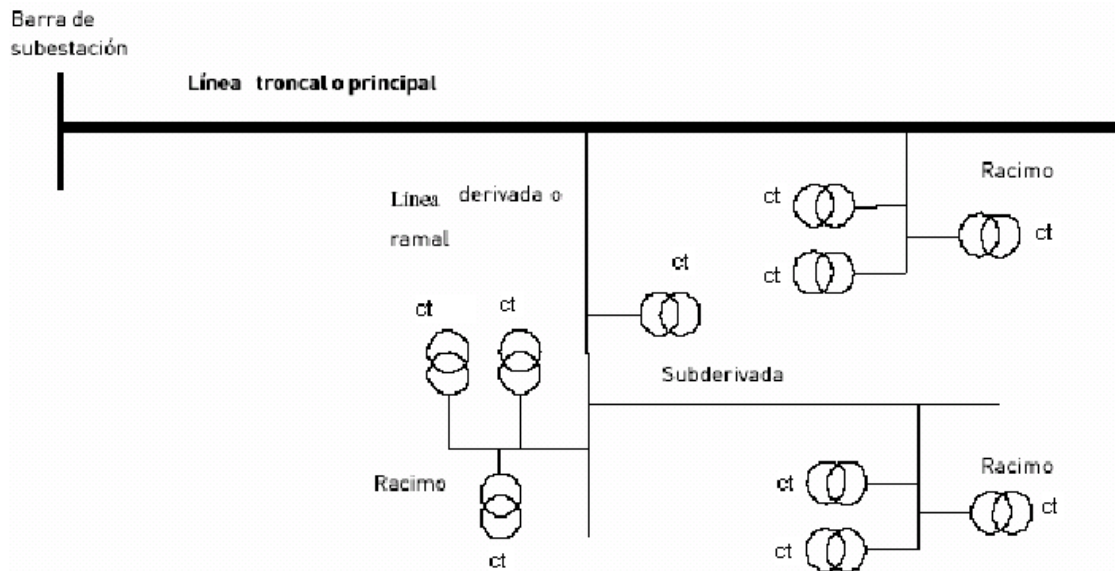 Barra de
subestación
Línea troncal o principal
Línea derivada o
ramal
Racimo
ct
ct
ct
ct
ct
ct
ct
Subderivada
Racimo
ct
Racimo
ct
ct
ct